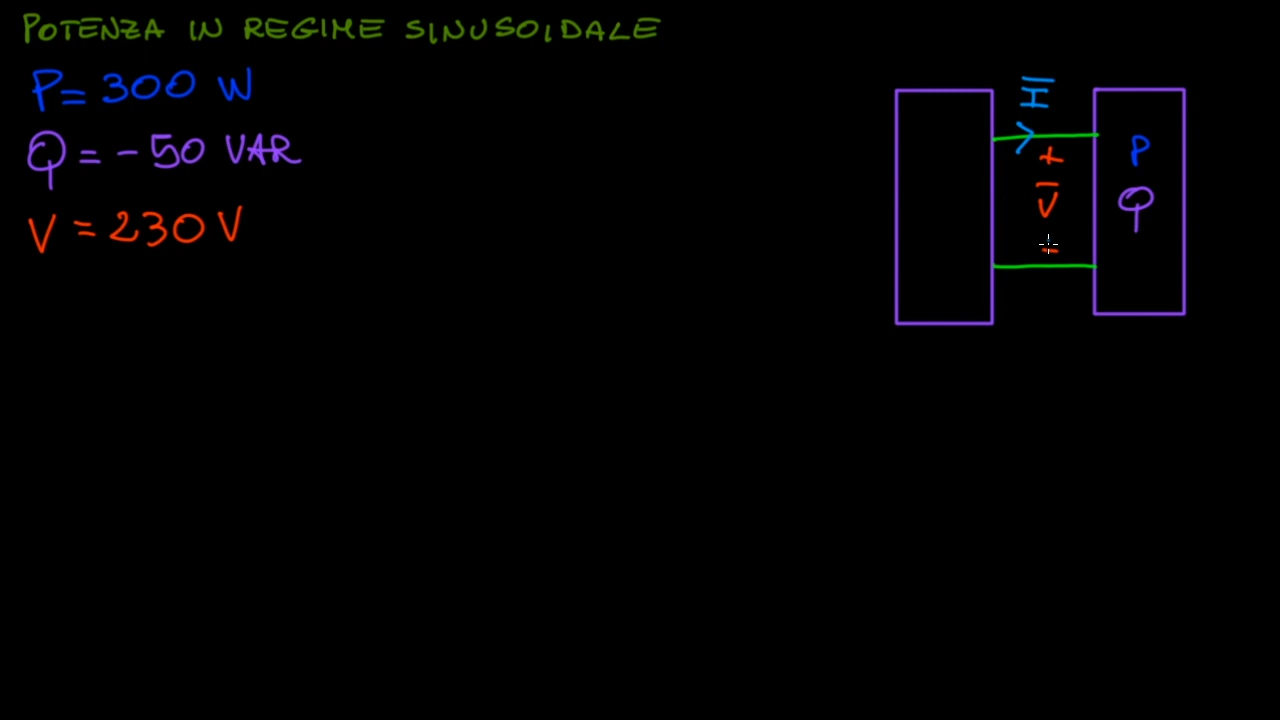 POTENZA IN REGIME SINUSOIDALE
P = 300 W
Q = - 50 VAR
V = 230 V
I
+
V
-
P
Q